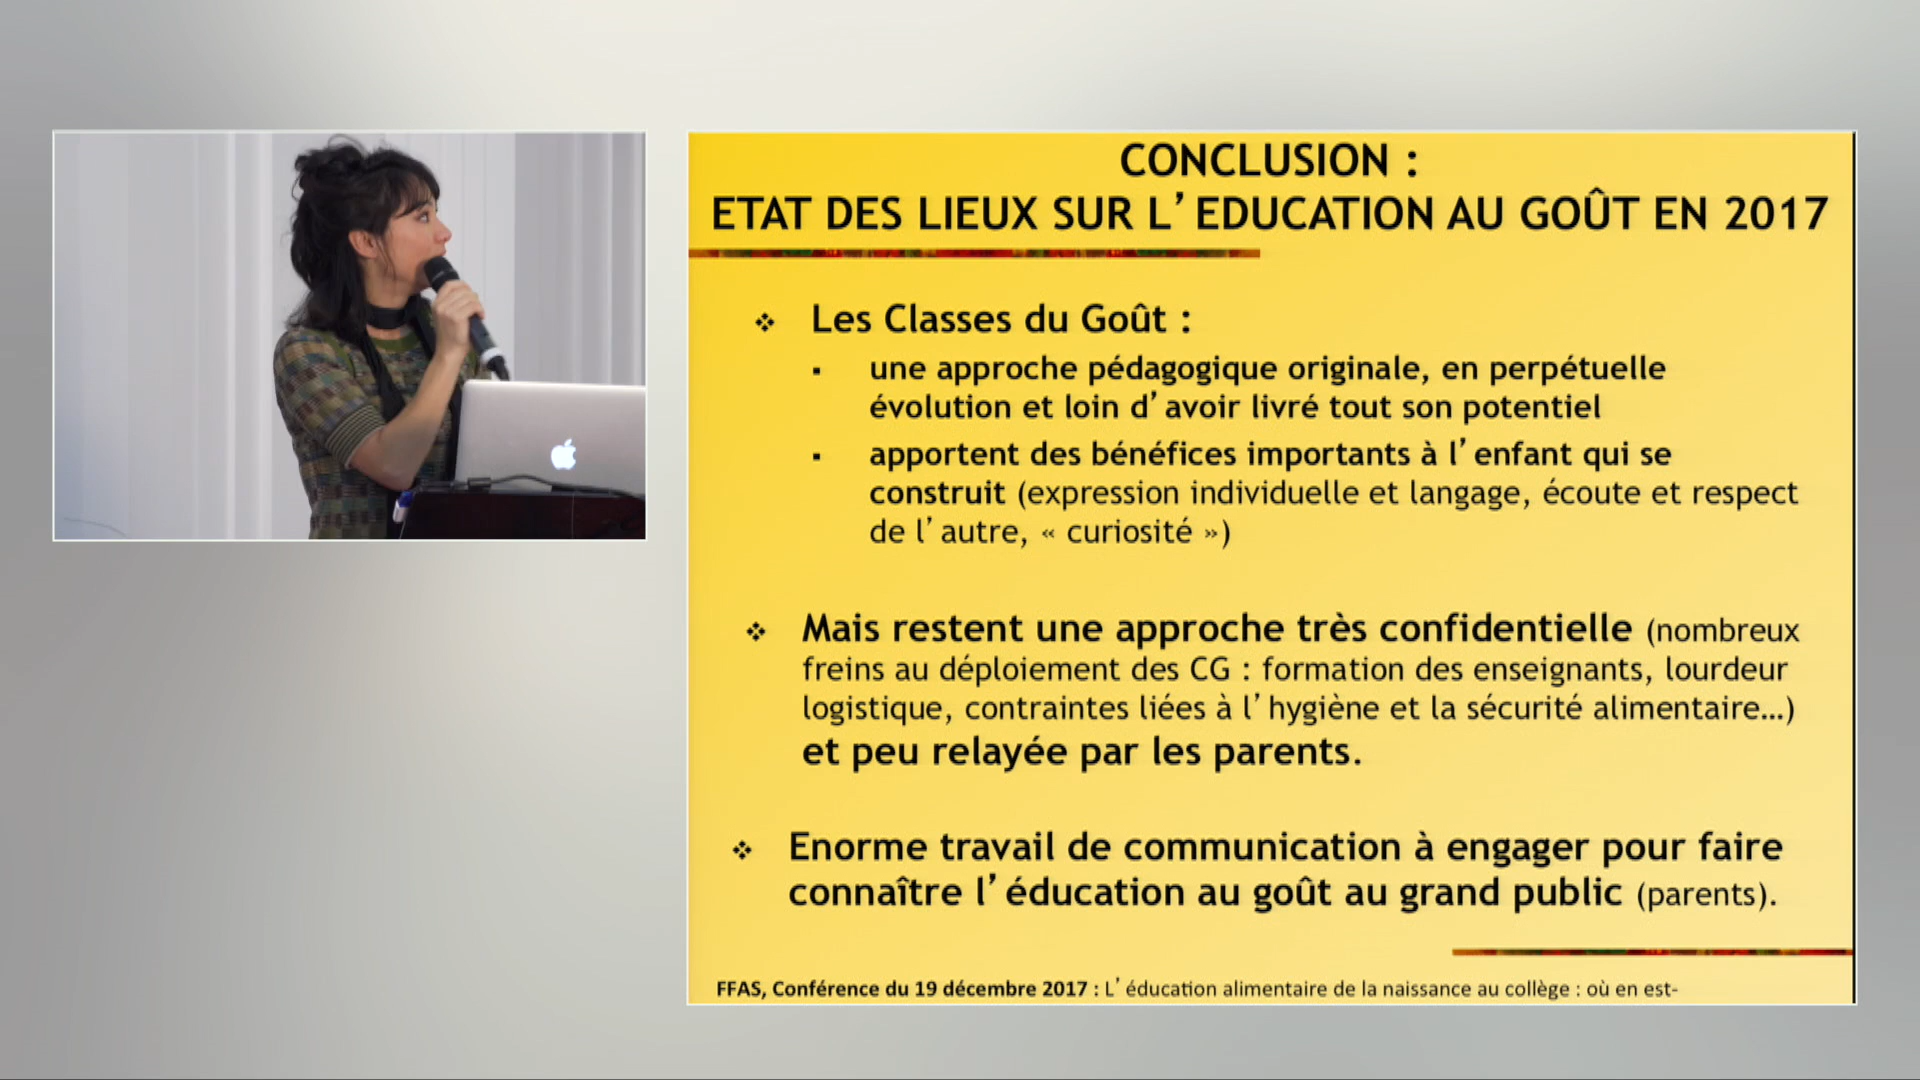 CONCLUSION :
ETAT DES LIEUX SUR L’EDUCATION AU GOÛT EN 2017
❖ Les Classes du Goût :
▪ une approche pédagogique originale, en perpétuelle
évolution et loin d’avoir livré tout son potentiel
▪ apportent des bénéfices importants à l’enfant qui se
construit (expression individuelle et langage, écoute et respect
de l’autre, « curiosité »)
❖ Mais restent une approche très confidentielle (nombreux
freins au déploiement des CG : formation des enseignants, lourdeur
logistique, contraintes liées à l’hygiène et la sécurité alimentaire…)
et peu relayée par les parents.
❖ Enorme travail de communication à engager pour faire
connaître l’éducation au goût au grand public (parents).
FFAS, Conférence du 19 décembre 2017 : L’éducation alimentaire de la naissance au collège : où en est-